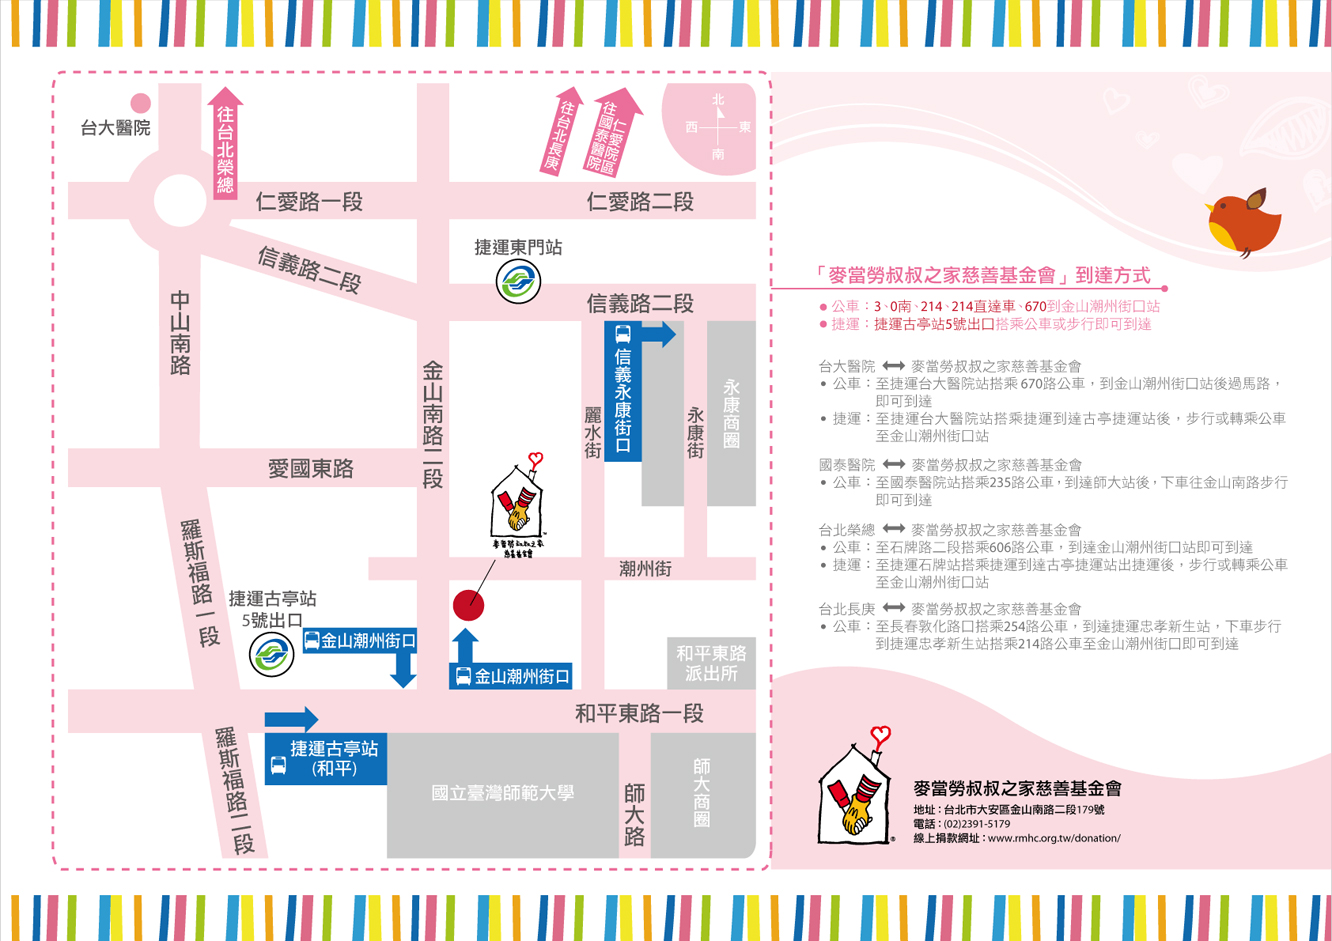 台大醫院
往台北榮總
往台北長庚
往國泰醫院
仁愛院區
北
西
東
南
仁愛路一段
仁愛路二段
捷運東門站
信義路二段
信義路二段
中山南路
金山南路二段
信義永康街口
麗水街
永康街
永康商圈
愛國東路
麥當勞叔叔之家
慈善基金會
羅斯福路一段
潮州街
捷運古亭站
5號出口
金山潮州街口
金山潮州街口
和平東路
派出所
和平東路一段
羅斯福路二段
捷運古亭站
(和平)
國立臺灣師範大學
師大路
師大商圈
「麥當勞叔叔之家慈善基金會」到達方式
● 公車：3、0南、214、214直達車、670到金山潮州街口站
● 捷運：捷運古亭站5號出口搭乘公車或步行即可到達
台大醫院 ⟷ 麥當勞叔叔之家慈善基金會
• 公車：至捷運台大醫院站搭乘 670路公車，到金山潮州街口站後過馬路，
即可到達
• 捷運：至捷運台大醫院站搭乘捷運到達古亭捷運站後，步行或轉乘公車
至金山潮州街口站
國泰醫院 ⟷ 麥當勞叔叔之家慈善基金會
• 公車：至國泰醫院站搭乘235路公車，到達師大站後，下車往金山南路步行
即可到達
台北榮總 ⟷ 麥當勞叔叔之家慈善基金會
• 公車：至石牌路二段搭乘606路公車，到達金山潮州街口站即可到達
• 捷運：至捷運石牌站搭乘捷運到達古亭捷運站出捷運後，步行或轉乘公車
至金山潮州街口站
台北長庚 ⟷ 麥當勞叔叔之家慈善基金會
• 公車：至長春敦化路口搭乘254路公車，到達捷運忠孝新生站，下車步行
到捷運忠孝新生站搭乘214路公車至金山潮州街口即可到達
麥當勞叔叔之家慈善基金會
地址：台北市大安區金山南路二段179號
電話：(02)2391-5179
線上捐款網址：www.rmhc.org.tw/donation/